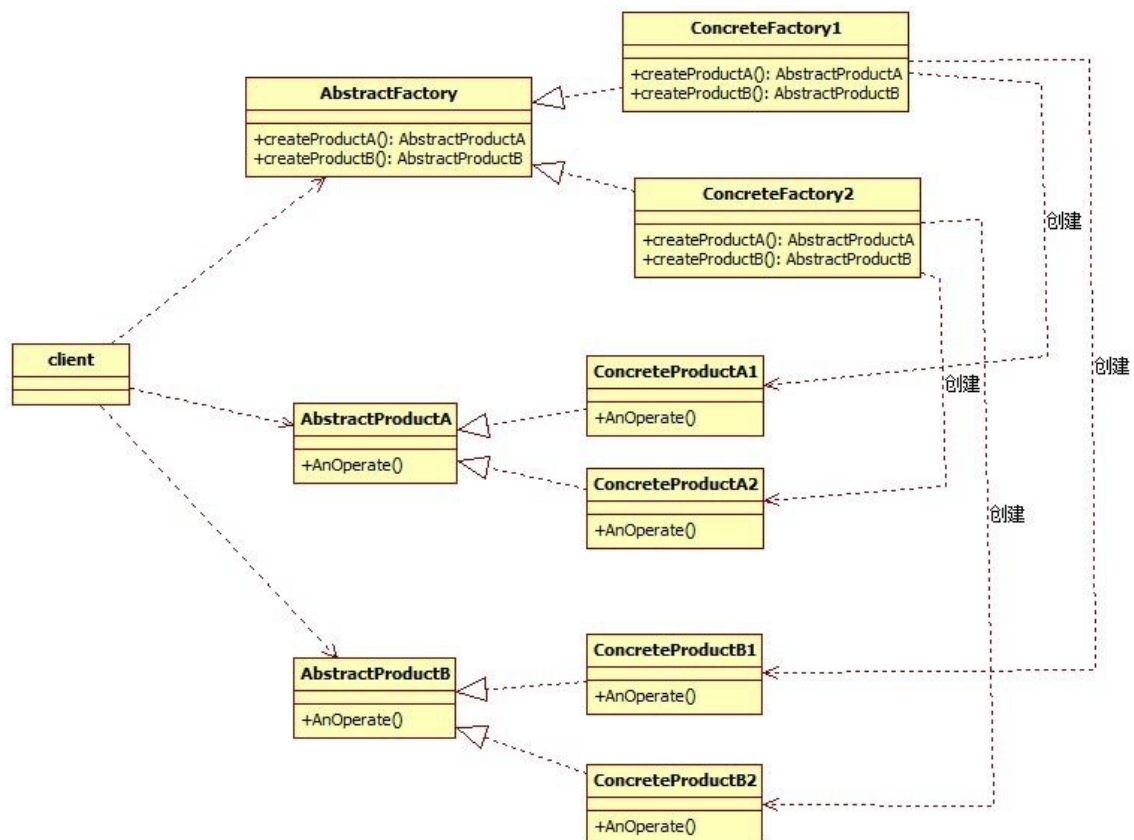 ConcreteFactory1
+createProductA(): AbstractProductA
+createProductB(): AbstractProductB
AbstractFactory
+createProductA(): AbstractProductA
+createProductB(): AbstractProductB
ConcreteFactory2
+createProductA(): AbstractProductA
+createProductB(): AbstractProductB
创建
client
创建
ConcreteProductA1
+AnOperate()
创建
AbstractProductA
+AnOperate()
ConcreteProductA2
+AnOperate()
创建
ConcreteProductB1
+AnOperate()
AbstractProductB
+AnOperate()
ConcreteProductB2
+AnOperate()